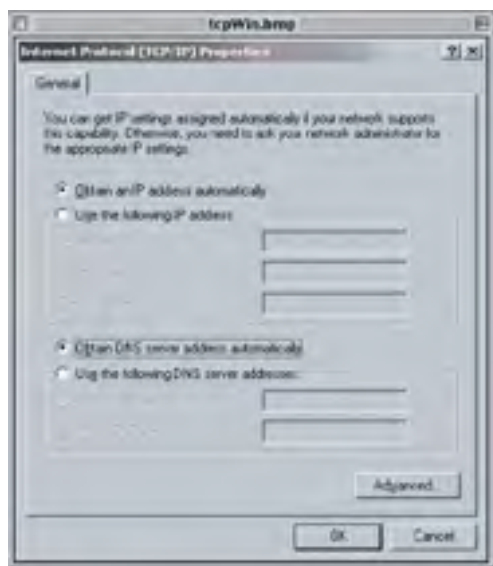 tcpWin.bmp
Internet Protocol (TCP/IP) Properties
General
You can get IP settings assigned automatically if your network supports
this capability. Otherwise, you need to ask your network administrator for
the appropriate IP settings.
Obtain an IP address automatically
Use the following IP address:
Obtain DNS server address automatically
Use the following DNS server addresses:
Advanced...
OK
Cancel